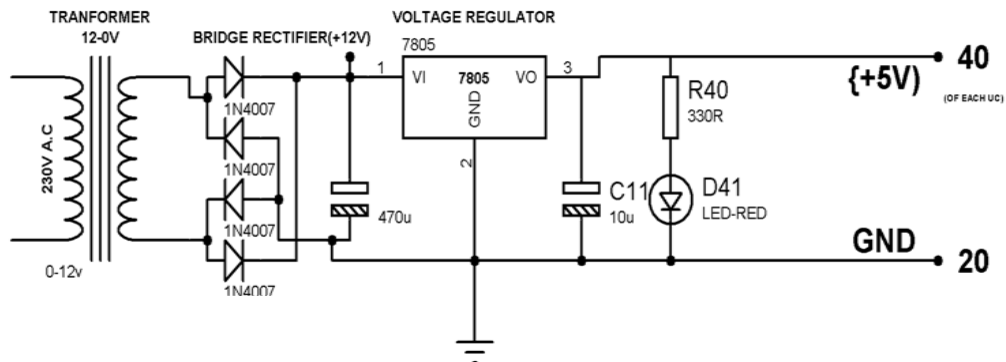 TRANFORMER
12-0V
BRIDGE RECTIFIER(+12V)
VOLTAGE REGULATOR
7805
1
VI
7805
VO
3
GND
2
230V A.C
0-12v
1N4007
1N4007
1N4007
1N4007
470u
C11
10u
R40
330R
D41
LED-RED
40
{+5V)
(OF EACH UC)
GND
20